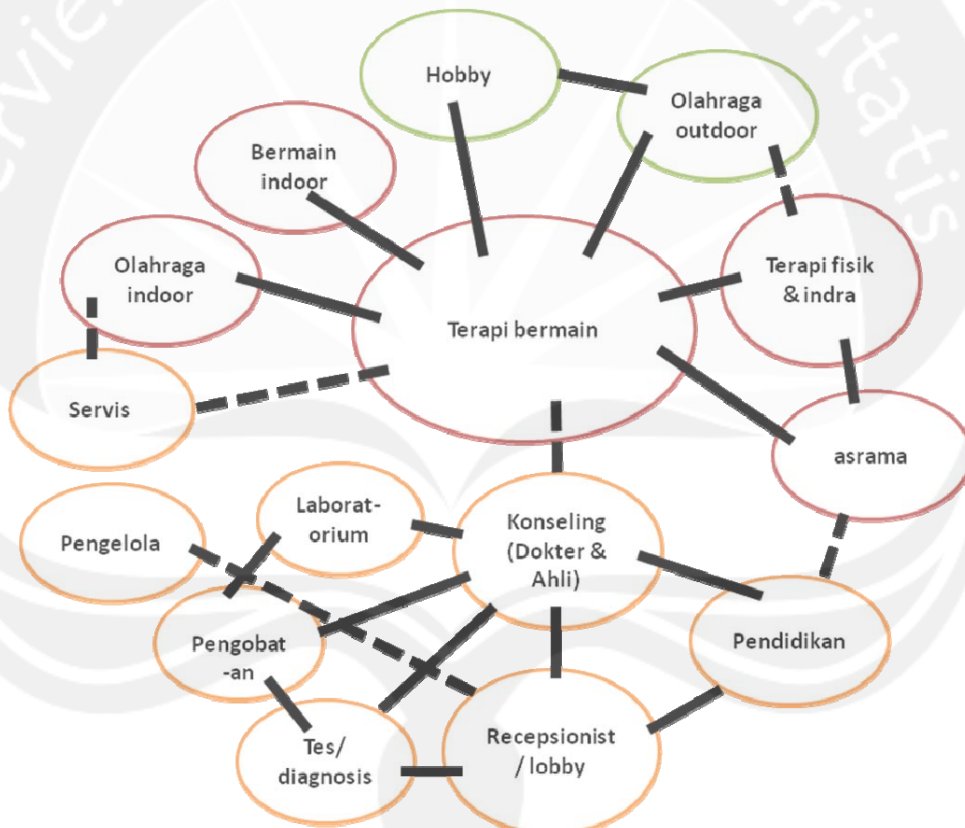 Hobby
Olahraga
outdoor
Bermain
indoor
Olahraga
indoor
Terapi fisik
& indra
Terapi bermain
Servis
asrama
Laborat-
orium
Konseling
(Dokter &
Ahli)
Pengelola
Pengobat
-an
Pendidikan
Tes/
diagnosis
Recepsionist
/ lobby